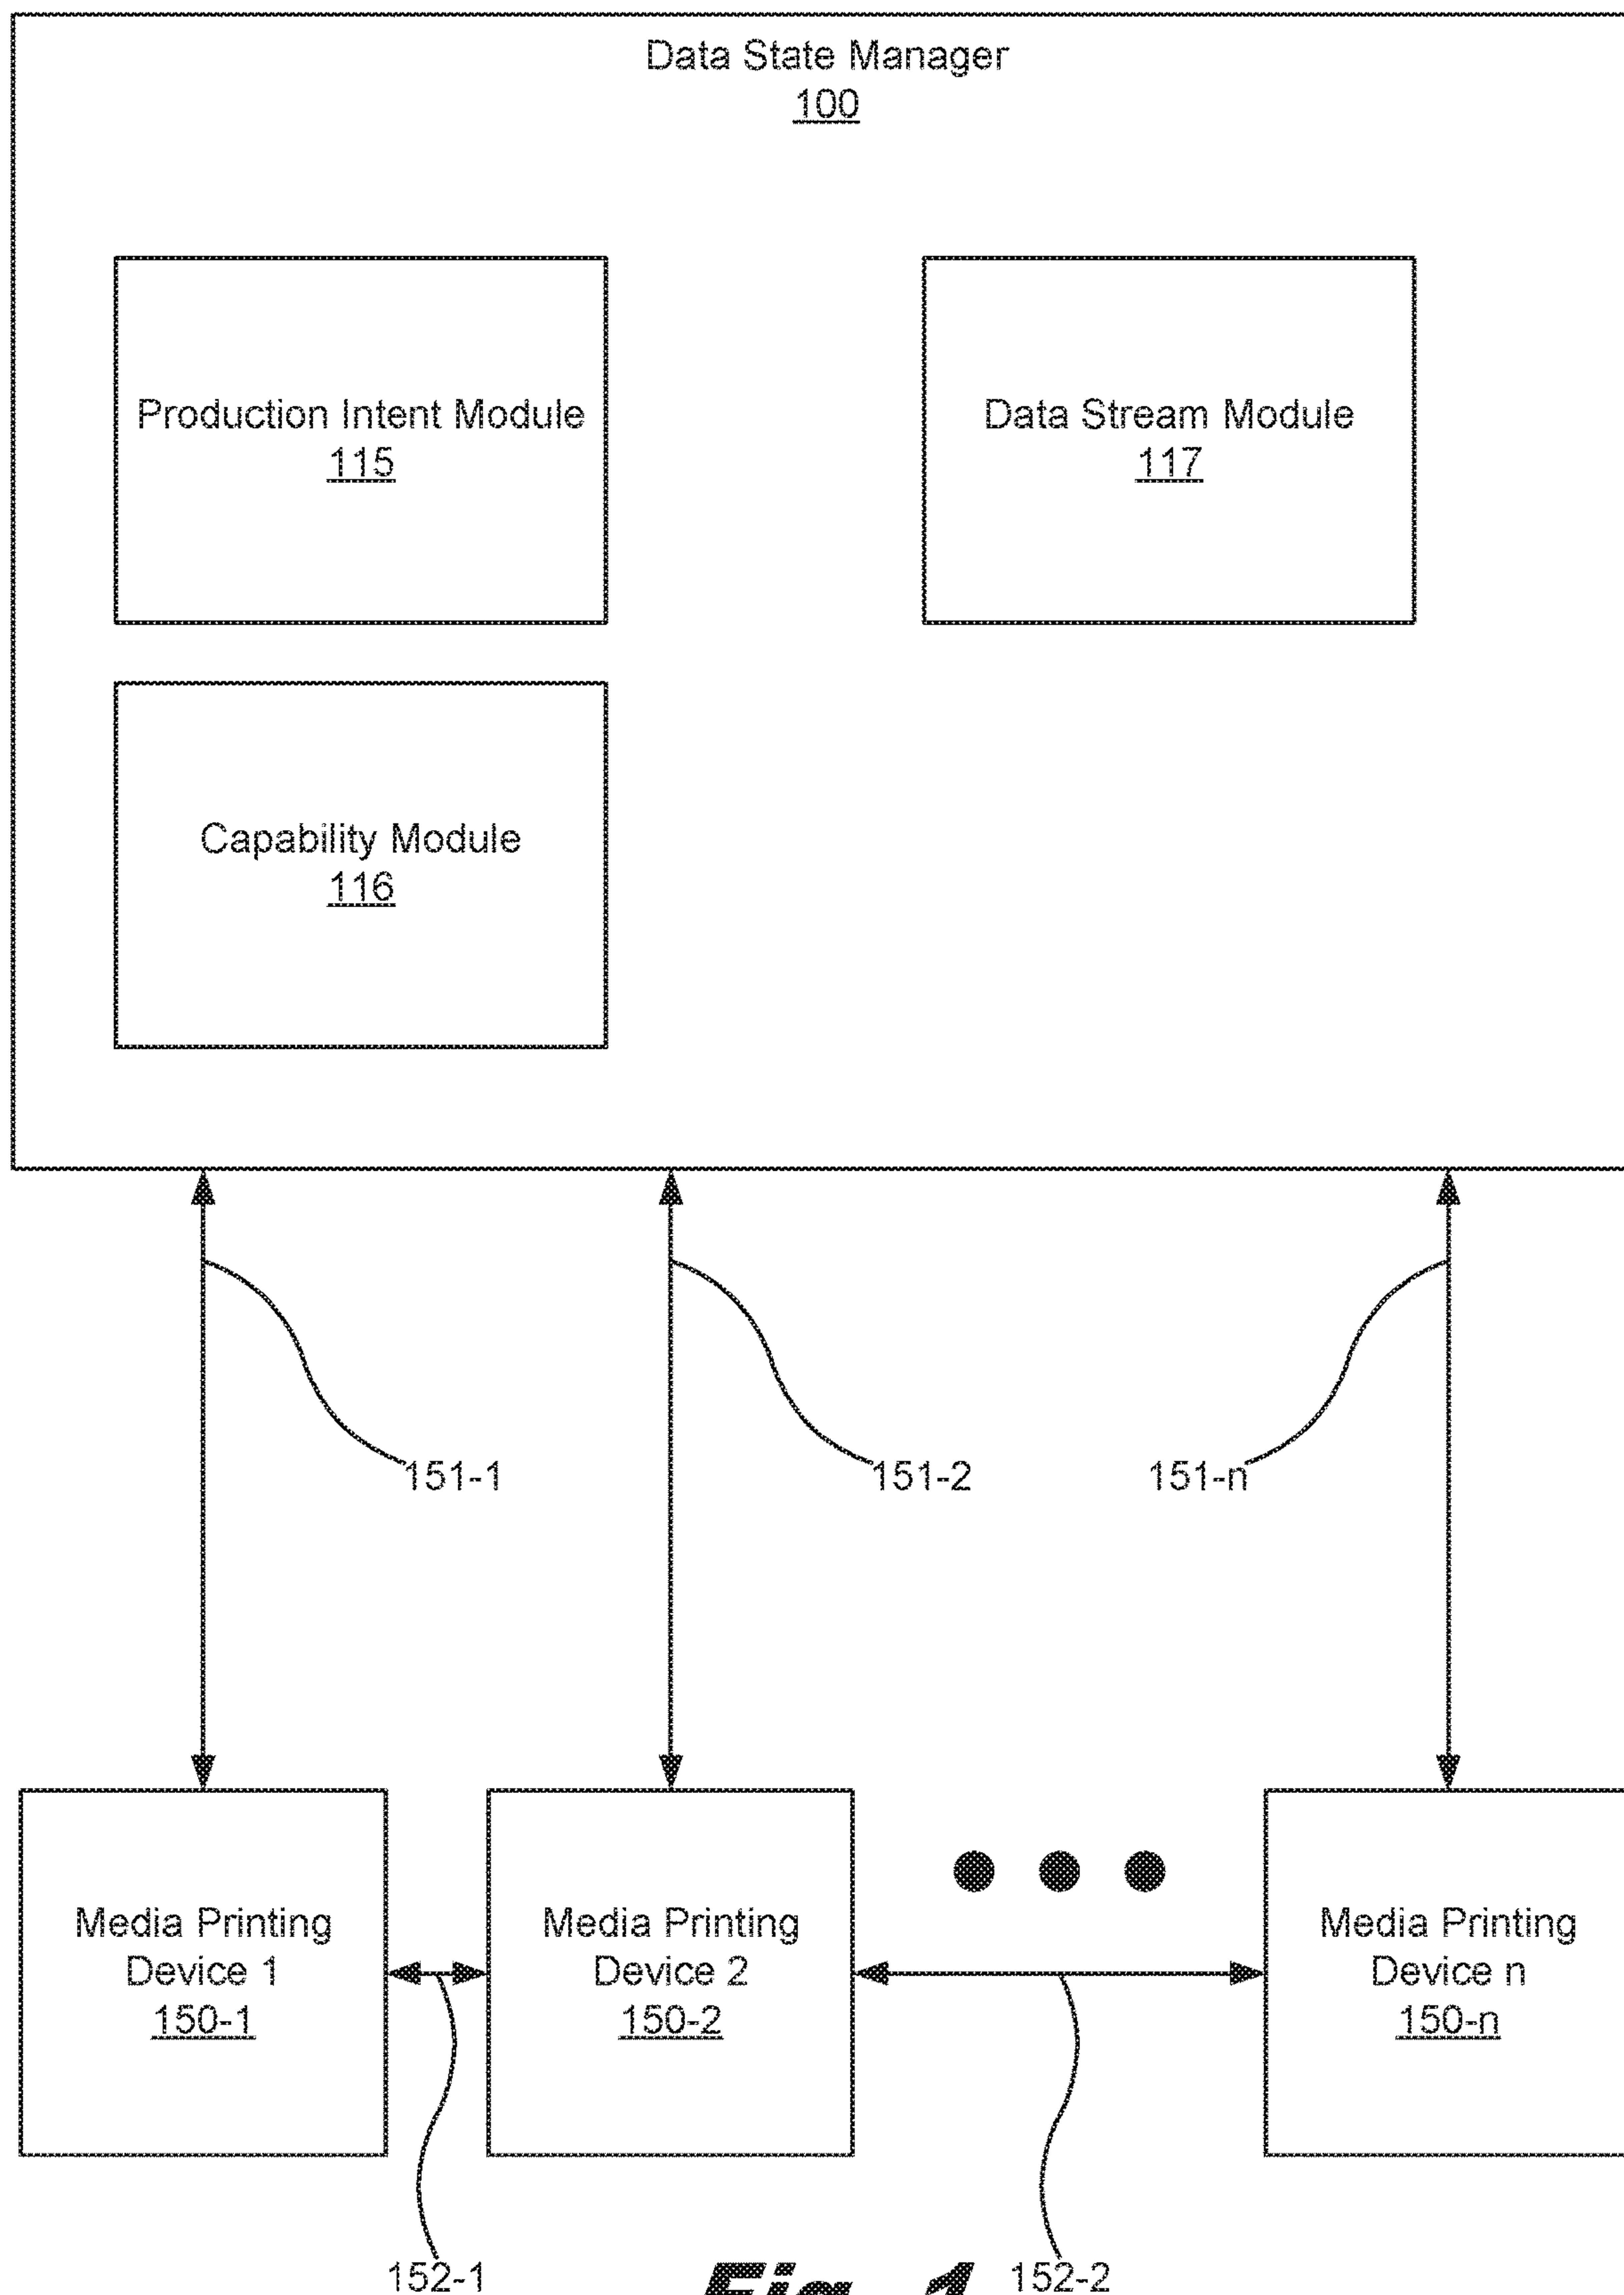 Data State Manager
100
Production Intent Module
115
Data Stream Module
117
Capability Module
116
151-1
151-2
151-n
Media Printing
Device 1
150-1
Media Printing
Device 2
150-2
Media Printing
Device n
150-n
152-1
Fig. 1
152-2